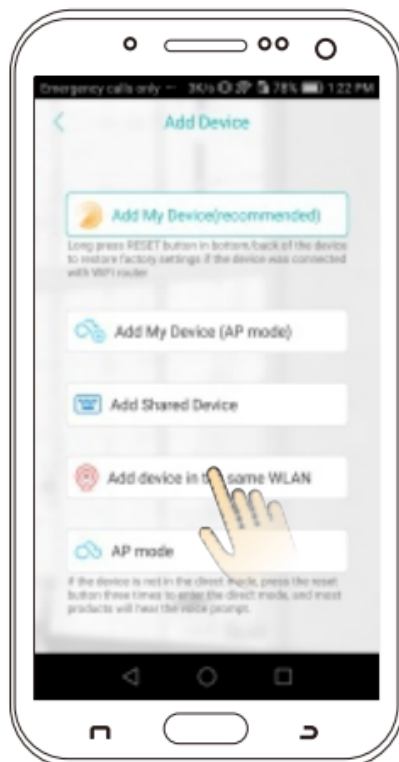 Emergency calls only 3K/s 78% 1:22 PM
Add Device
Add My Device(recommended)
Long press RESET button in bottom/back of the device
to restore factory settings if the device was connected
with WIFI router
Add My Device (AP mode)
Add Shared Device
Add device in the same WLAN
AP mode
If the device is not in the direct mode, press the reset
button three times to enter the direct mode, and most
products will hear the voice prompt.